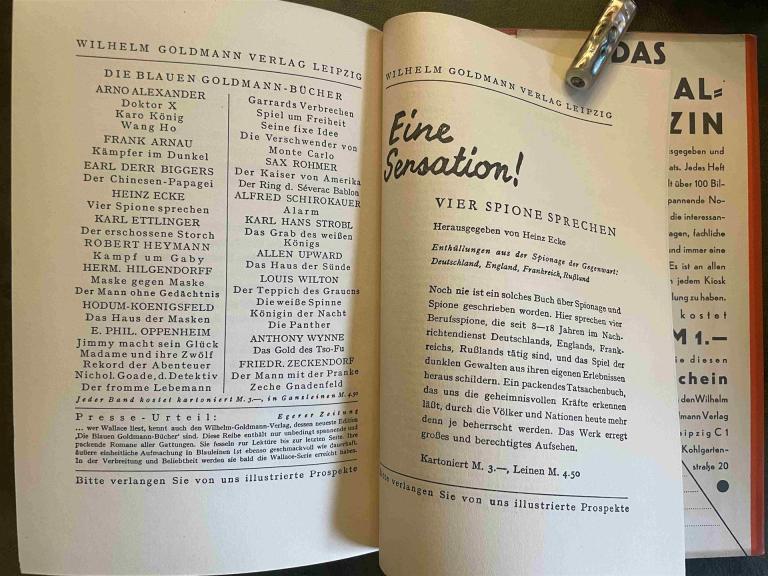 WILHELM GOLDMANN VERLAG LEIPZIG
DIE BLAUEN GOLDMANN-BÜCHER
ARNO ALEXANDER
Doktor X
Karo König
Wang Ho
FRANK ARNAU
Kämpfer im Dunkel
EARL DERR BIGGERS
Der Chinesen-Papagei
HEINZ ECKE
Vier Spione sprechen
KARL ETTLINGER
Der erschossene Storch
ROBERT HEYMANN
Kampf um Gaby
HERM. HILGENDORFF
Maske gegen Maske
Der Mann ohne Gedächtnis
HODUM-KOENIGSFELD
Das Haus der Masken
E. PHIL. OPPENHEIM
Jimmy macht sein Glück
Madame und ihre Zwölf
Rekord der Abenteuer
Nichol. Goade, d. Detektiv
Der fromme Lebemann
Garrards Verbrechen
Spiel um Freiheit
Seine fixe Idee
Die Verschwender von
Monte Carlo
SAX ROHMER
Der Kaiser von Amerika
Der Ring d. Séverac Bablon
ALFRED SCHIROKAUER
Alarm
KARL HANS STROBL
Das Grab des weißen
Königs
ALLEN UPWARD
Das Haus der Sünde
LOUIS WILTON
Der Teppich des Grauens
Die weiße Spinne
Königin der Nacht
Die Panther
ANTHONY WYNNE
Das Gold des Tso-Fu
FRIEDR. ZECKENDORF
Der Mann mit der Pranke
Zeche Gnadenfeld
Jeder Band kostet kartoniert M. 3.—, in Ganzleinen M. 4.50
Presse-Urteil: Egerer Zeitung
... wer Wallace liest, kennt auch den Wilhelm-Goldmann-Verlag, dessen neueste Edition
‚Die Blauen Goldmann-Bücher‘ sind. Diese Reihe enthält nur unbedingt spannende und
packende Romane aller Gattungen. Sie fesseln zur Lektüre bis zur letzten Seite. Ihre
äußere einheitliche Aufmachung in Blauleinen ist ebenso geschmackvoll wie dauerhaft.
In der Verbreitung und Beliebtheit werden sie bald die Wallace-Serie erreicht haben.
Bitte verlangen Sie von uns illustrierte Prospekte
WILHELM GOLDMANN VERLAG LEIPZIG
Eine
Sensation!
VIER SPIONE SPRECHEN
Herausgegeben von Heinz Ecke
Enthüllungen aus der Spionage der Gegenwart:
Deutschland, England, Frankreich, Rußland
Noch nie ist ein solches Buch über Spionage und
Spione geschrieben worden. Hier sprechen vier
Berufsspione, die seit 8—18 Jahren im Nach-
richtendienst Deutschlands, Englands, Frank-
reichs, Rußlands tätig sind, und das Spiel der
dunklen Gewalten aus ihren eigenen Erlebnissen
heraus schildern. Ein packendes Tatsachenbuch,
das uns die geheimnisvollen Kräfte erkennen
läßt, durch die Völker und Nationen heute mehr
denn je beherrscht werden. Das Werk erregt
großes und berechtigtes Aufsehen.
Kartoniert M. 3.—, Leinen M. 4.50
Bitte verlangen Sie von uns illustrierte Prospekte
DAS
AL=
ZIN
sgegeben und
ats. Jedes Heft
lt über 100 Bil-
pannende No-
die interessan-
agen, fachliche
und immer eine
Es ist an allen
jedem Kiosk
lung zu haben.
kostet
M 1.—
ie diesen
chein
den Wilhelm
lmann Verlag
eipzig C 1
Kohlgarten-
straße 20